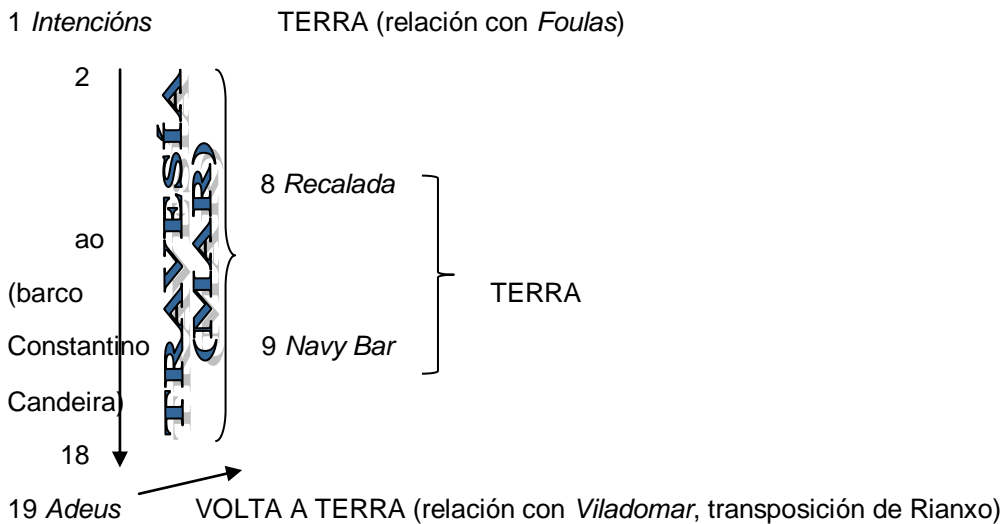 1 Intencións TERRA (relación con Foulas)
2
TRAVESÍA
(MAR)
8 Recalada
ao
(barco
TERRA
Constantino
9 Navy Bar
Candeira)
18
19 Adeus VOLTA A TERRA (relación con Viladomar, transposición de Rianxo)